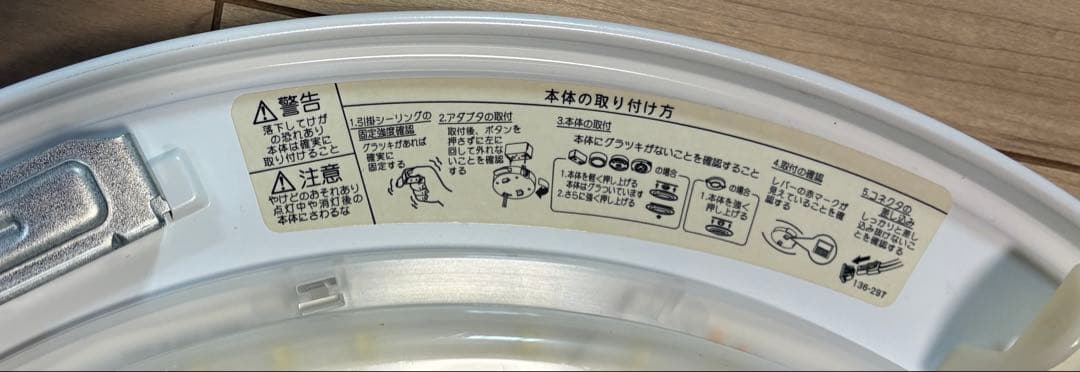 警告
落下してけが
の恐れあり
本体は確実に
取り付けること
注意
やけどのおそれあり
点灯中や消灯後の
本体にさわるな
本体の取り付け方
1.引掛シーリングの
固定強度確認
グラツキがあれば
確実に
固定する
2.アダプタの取付
取付後、ボタンを
押さずに左に
回して外れな
いことを確認
する
3.本体の取付
本体にグラツキがないことを確認すること
の場合
1.本体を軽く押し上げる
本体はグラついています
2.さらに強く押し上げる
の場合
1.本体を強く
押し上げる
4.取付の確認
レバーの赤マークが
見えていることを確
認する
5.コネクタの
差し込み
しっかりと差し
込み抜けないこ
とを確認する
136-297